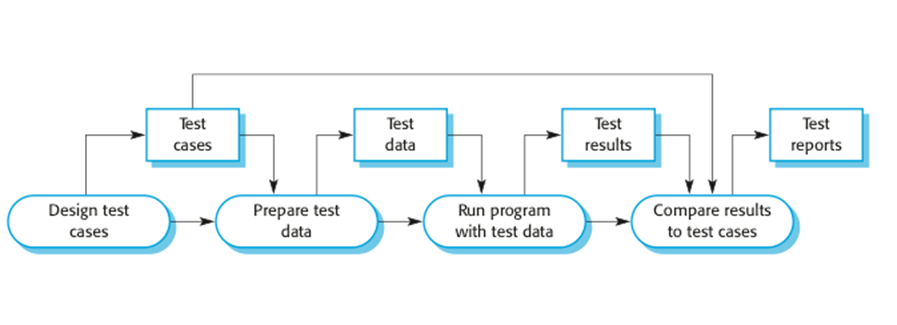 Test
cases
Test
data
Test
results
Test
reports
Design test
cases
Prepare test
data
Run program
with test data
Compare results
to test cases